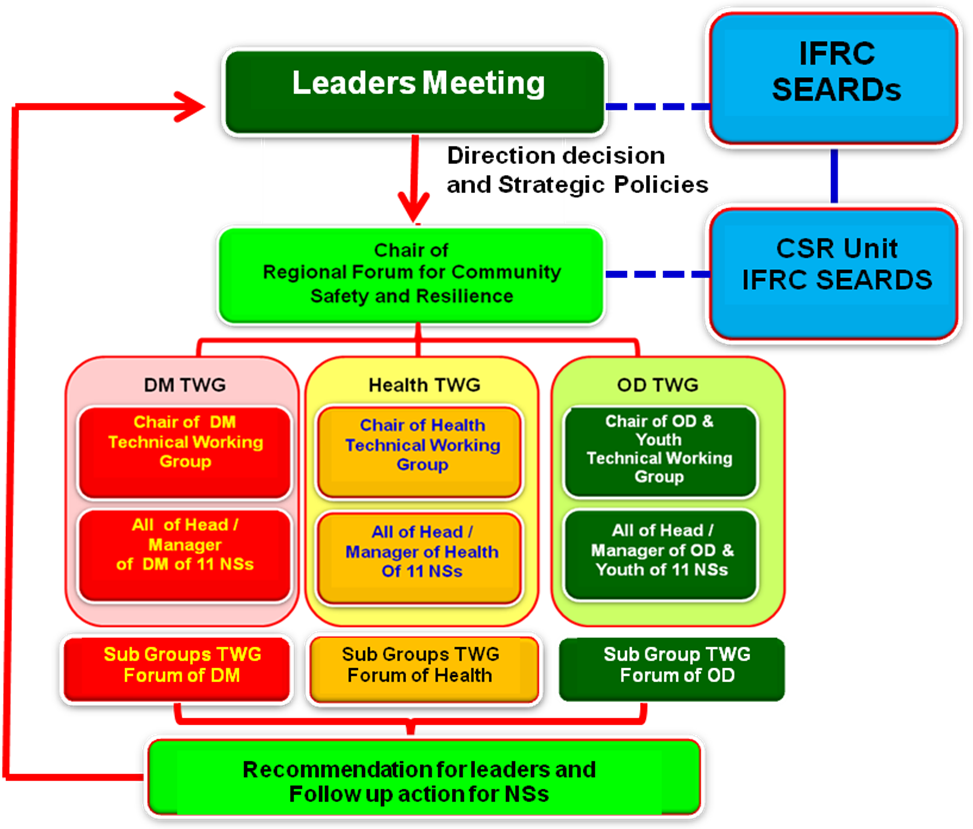 Leaders Meeting
IFRC
SEARDs
Direction decision
and Strategic Policies
Chair of
Regional Forum for Community
Safety and Resilience
CSR Unit
IFRC SEARDS
DM TWG
Chair of DM
Technical Working
Group
All of Head /
Manager
of DM of 11 NSs
Health TWG
Chair of Health
Technical Working
Group
All of Head /
Manager of Health
Of 11 NSs
OD TWG
Chair of OD &
Youth
Technical Working
Group
All of Head /
Manager of OD &
Youth of 11 NSs
Sub Groups TWG
Forum of DM
Sub Groups TWG
Forum of Health
Sub Group TWG
Forum of OD
Recommendation for leaders and
Follow up action for NSs